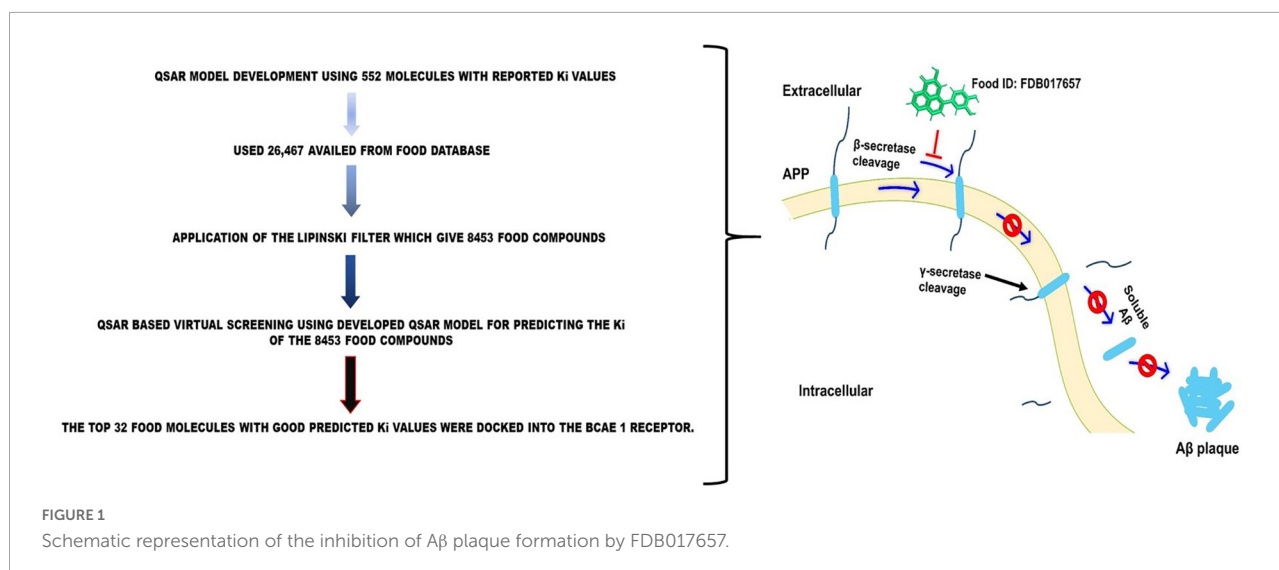 QSAR MODEL DEVELOPMENT USING 552 MOLECULES WITH REPORTED Ki VALUES
USED 26,467 AVAILED FROM FOOD DATABASE
APPLICATION OF THE LIPINSKI FILTER WHICH GIVE 8453 FOOD COMPOUNDS
QSAR BASED VIRTUAL SCREENING USING DEVELOPED QSAR MODEL FOR PREDICTING THE Ki
OF THE 8453 FOOD COMPOUNDS
THE TOP 32 FOOD MOLECULES WITH GOOD PREDICTED Ki VALUES WERE DOCKED INTO THE BCAE 1 RECEPTOR.
Food ID: FDB017657
Extracellular
β-secretase
cleavage
APP
γ-secretase
cleavage
Soluble
Aβ
Intracellular
Aβ plaque
FIGURE 1
Schematic representation of the inhibition of Aβ plaque formation by FDB017657.